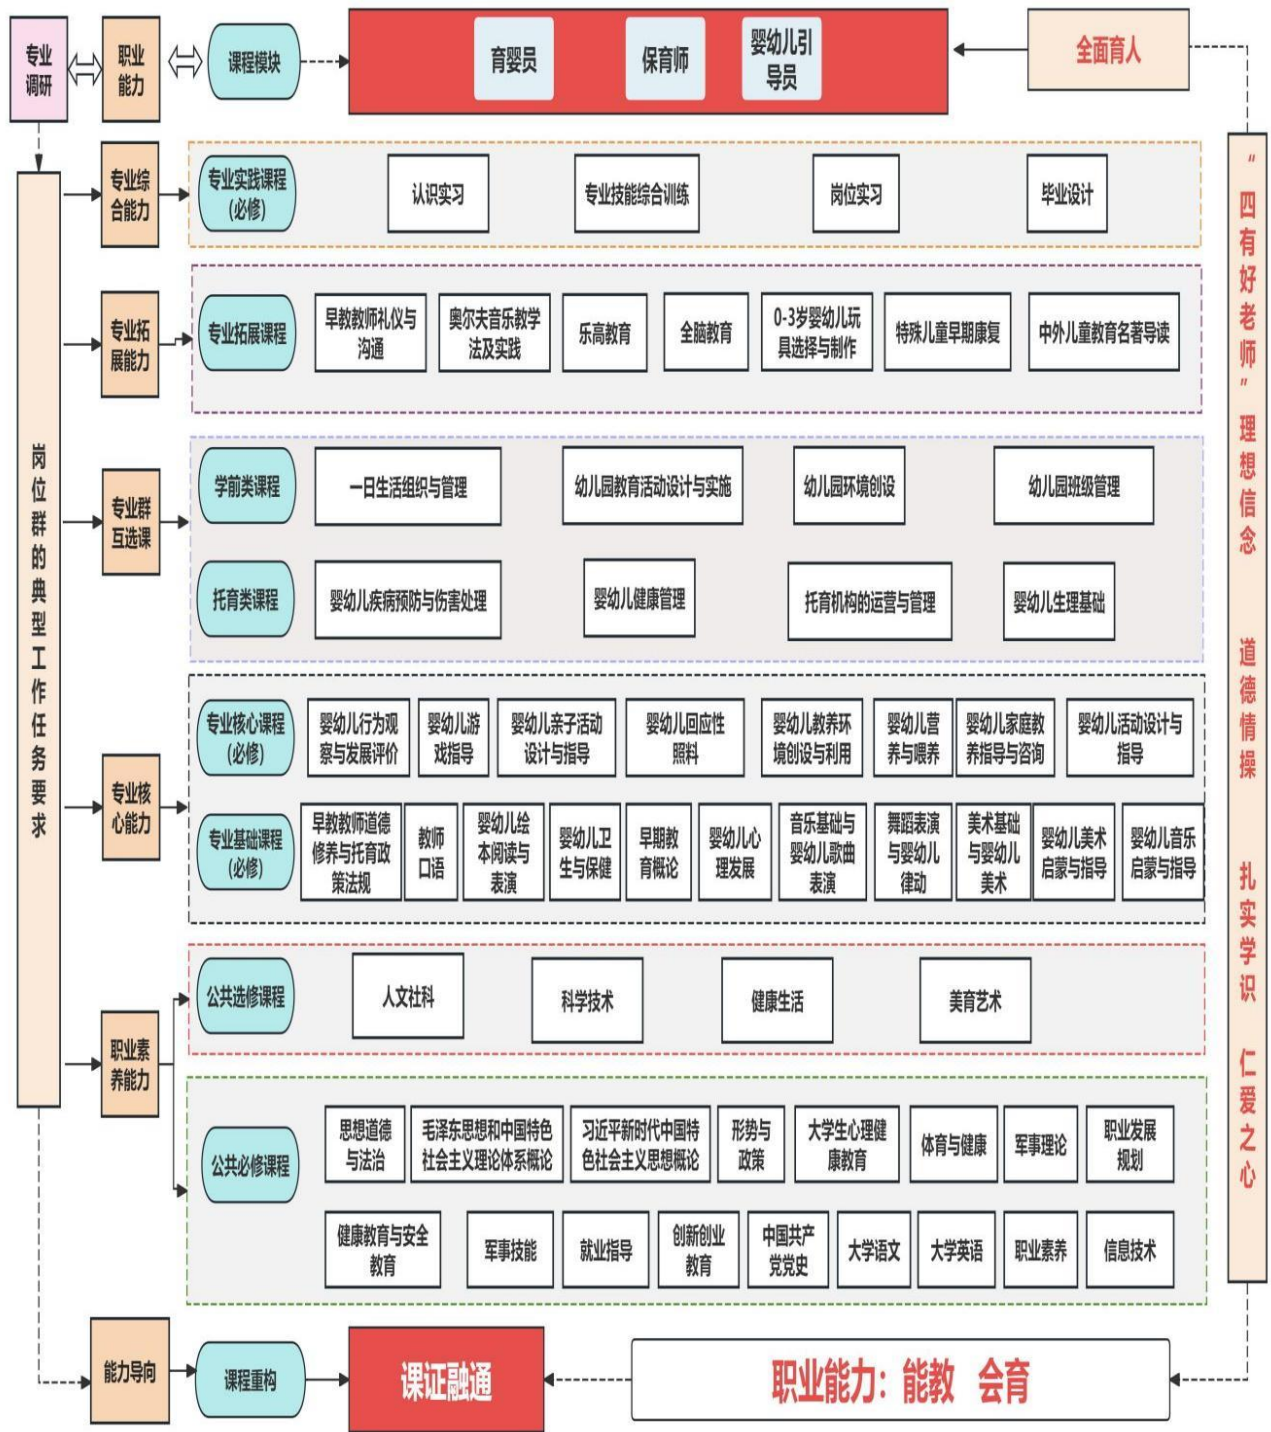 专业
调研
职业
能力
课程模块
育婴员
保育师
婴幼儿引
导员
全面育人
岗位群的典型工作任务要求
专业综
合能力
专业实践课程
(必修)
认识实习
专业技能综合训练
岗位实习
毕业设计
专业拓
展能力
专业拓展课程
早教教师礼仪与
沟通
奥尔夫音乐教学
法及实践
乐高教育
全脑教育
0-3岁婴幼儿玩
具选择与制作
特殊儿童早期康复
中外儿童教育名著导读
专业群
互选课
学前类课程
一日生活组织与管理
幼儿园教育活动设计与实施
幼儿园环境创设
幼儿园班级管理
托育类课程
婴幼儿疾病预防与伤害处理
婴幼儿健康管理
托育机构的运营与管理
婴幼儿生理基础
专业核
心能力
专业核心课程
(必修)
婴幼儿行为观
察与发展评价
婴幼儿游
戏指导
婴幼儿亲子活动
设计与指导
婴幼儿回应性
照料
婴幼儿教养环
境创设与利用
婴幼儿营
养与喂养
婴幼儿家庭教
养指导与咨询
婴幼儿活动设计与
指导
专业基础课程
(必修)
早教教师道德
修养与托育政
策法规
教师
口语
婴幼儿绘
本阅读与
表演
婴幼儿卫
生与保健
早期教
育概论
婴幼儿心
理发展
音乐基础与
婴幼儿歌曲
表演
舞蹈表演
与婴幼儿
律动
美术基础
与婴幼儿
美术
婴幼儿美术
启蒙与指导
婴幼儿音乐
启蒙与指导
职业素
养能力
公共选修课程
人文社科
科学技术
健康生活
美育艺术
公共必修课程
思想道德
与法治
毛泽东思想和中国特色
社会主义理论体系概论
习近平新时代中国特
色社会主义思想概论
形势与
政策
大学生心理健
康教育
体育与健康
军事理论
职业发展
规划
健康教育与安全
教育
军事技能
就业指导
创新创业
教育
中国共产
党党史
大学语文
大学英语
职业素养
信息技术
“四有好老师”理想信念 道德情操 扎实学识 仁爱之心
能力导向
课程重构
课证融通
职业能力：能教 会育